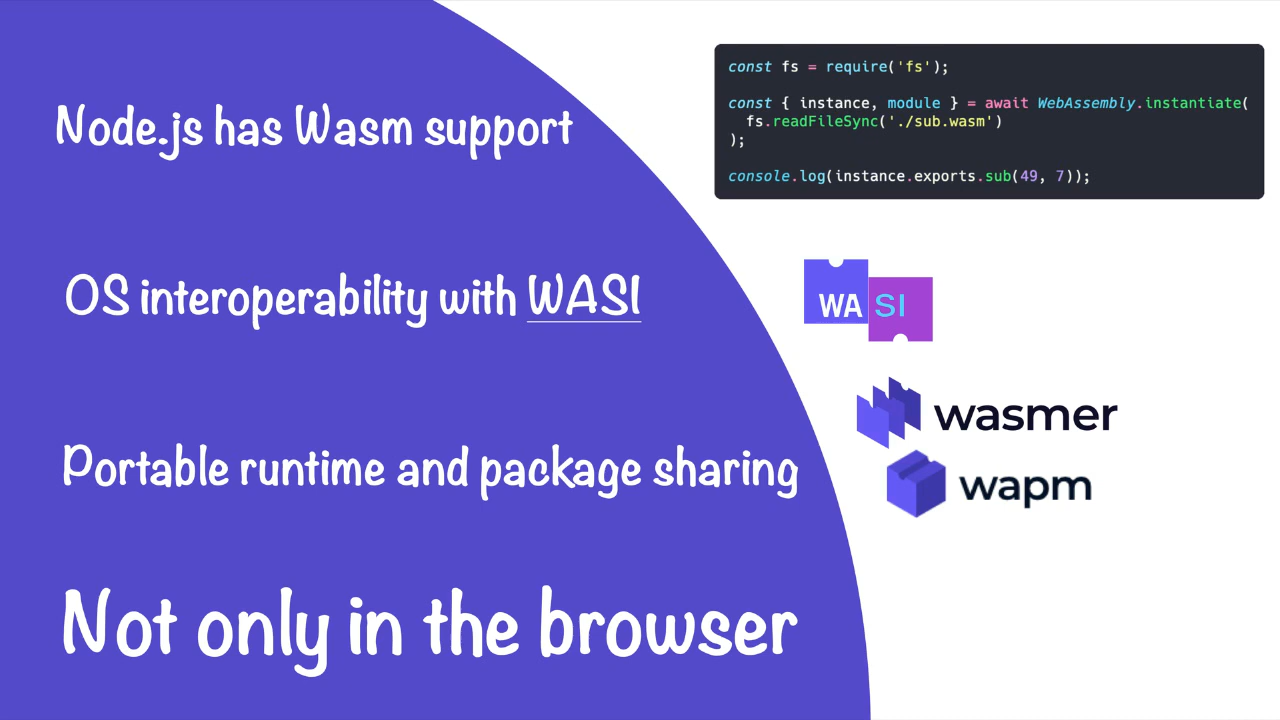 Node.js has Wasm support
const fs = require('fs');
const { instance, module } = await WebAssembly.instantiate(
fs.readFileSync('./sub.wasm')
);
console.log(instance.exports.sub(49, 7));
OS interoperability with WASI
WA SI
Portable runtime and package sharing
wasmer
wapm
Not only in the browser